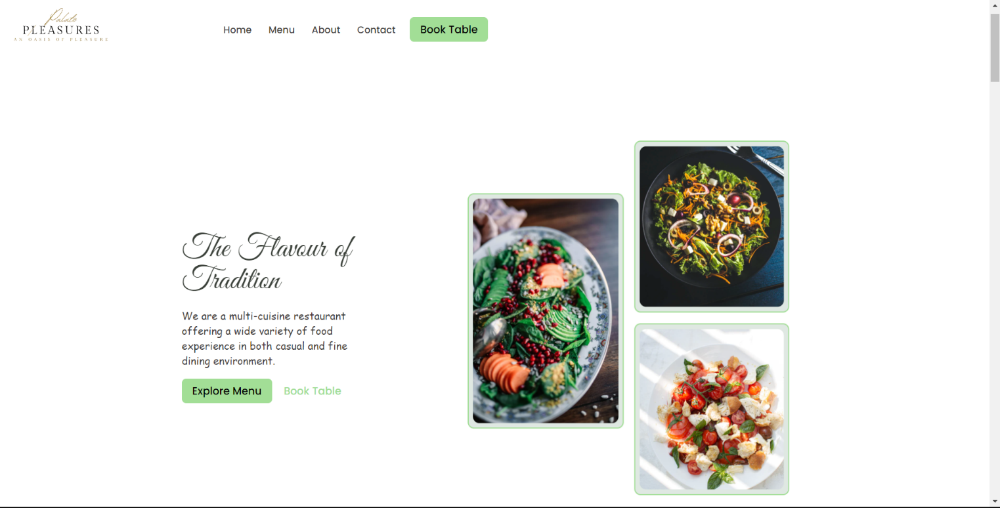 Palate
PLEASURES
AN OASIS OF PLEASURE
Home Menu About Contact Book Table
The Flavour of
Tradition
We are a multi-cuisine restaurant
offering a wide variety of food
experience in both casual and fine
dining environment.
Explore Menu Book Table